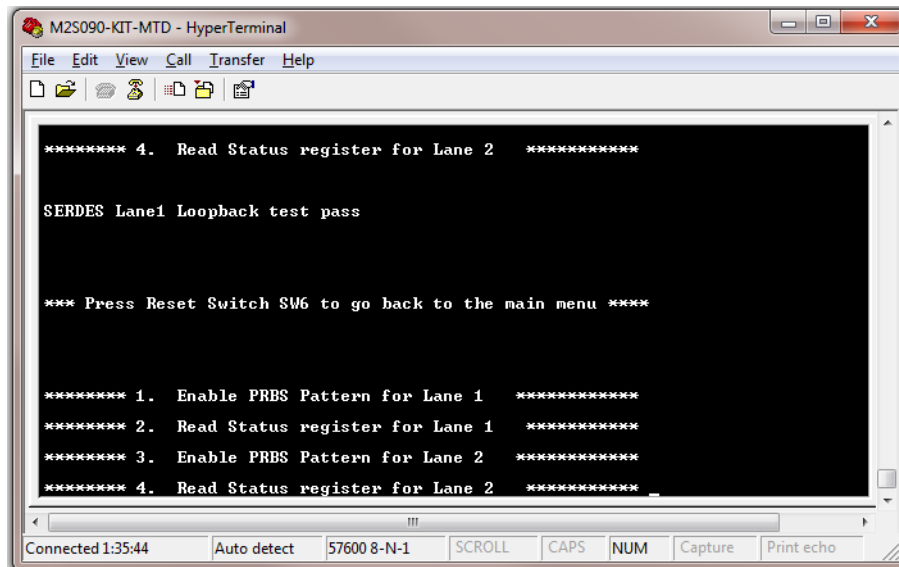 M2S090-KIT-MTD - HyperTerminal
File Edit View Call Transfer Help
******** 4. Read Status register for Lane 2 ***********
SERDES Lane1 Loopback test pass
*** Press Reset Switch SW6 to go back to the main menu ****
******** 1. Enable PRBS Pattern for Lane 1 ************
******** 2. Read Status register for Lane 1 ***********
******** 3. Enable PRBS Pattern for Lane 2 ************
******** 4. Read Status register for Lane 2 *********** _
Connected 1:35:44 Auto detect 57600 8-N-1 SCROLL CAPS NUM Capture Print echo